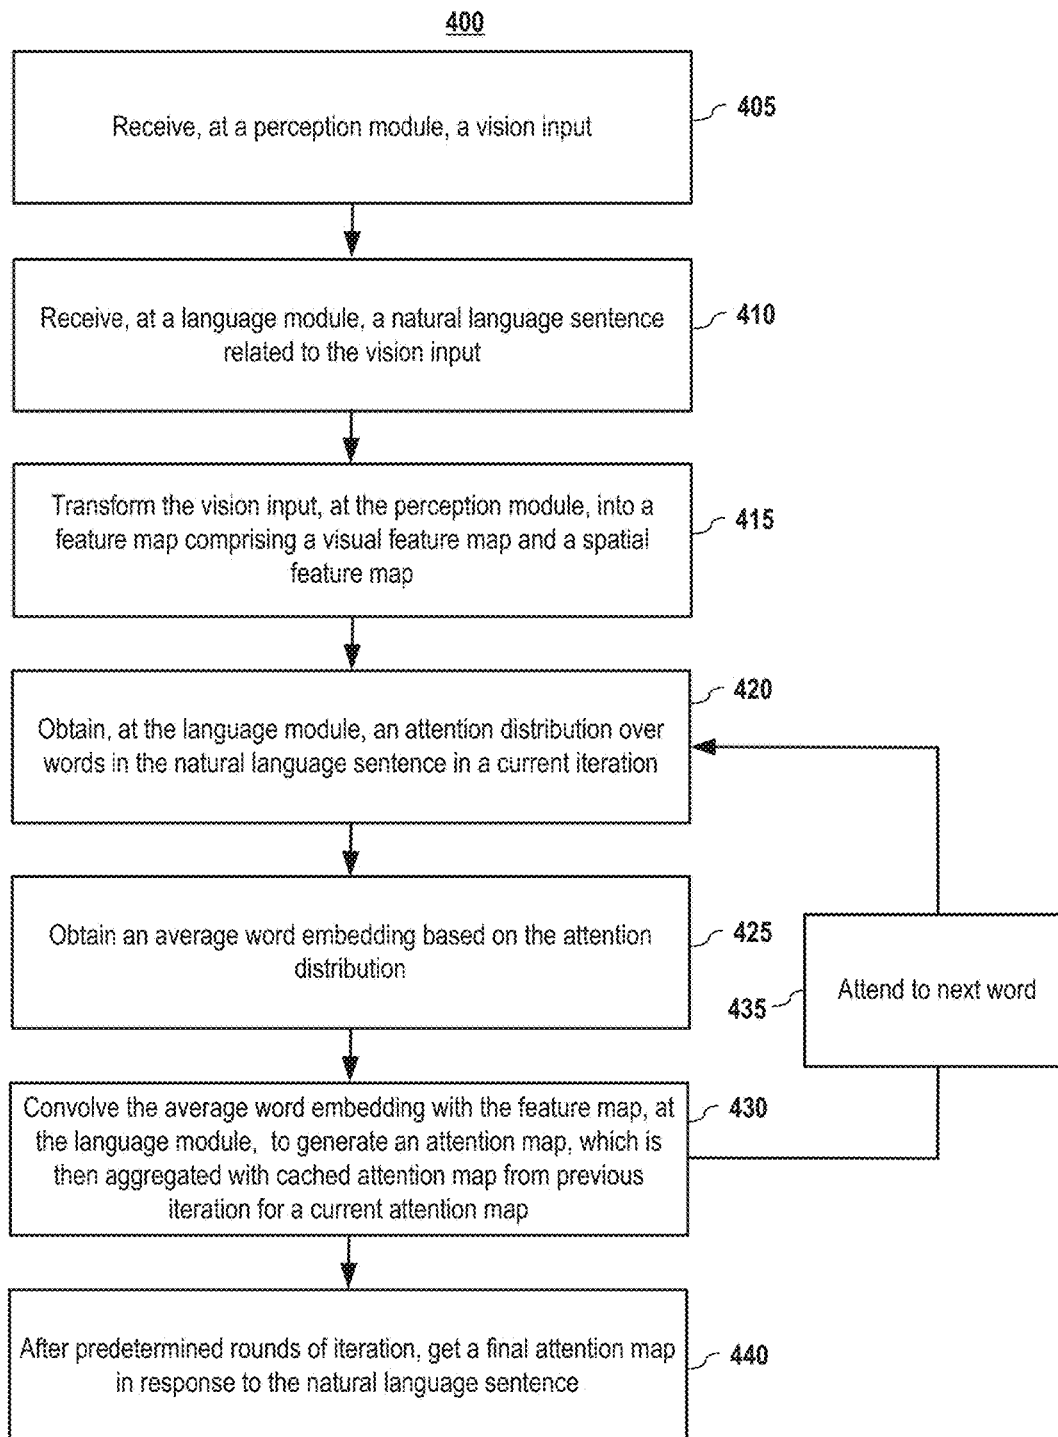 400
Receive, at a perception module, a vision input
405
Receive, at a language module, a natural language sentence
related to the vision input
410
Transform the vision input, at the perception module, into a
feature map comprising a visual feature map and a spatial
feature map
415
Obtain, at the language module, an attention distribution over
words in the natural language sentence in a current iteration
420
Obtain an average word embedding based on the attention
distribution
425
Attend to next word
435
Convolve the average word embedding with the feature map, at
the language module, to generate an attention map, which is
then aggregated with cached attention map from previous
iteration for a current attention map
430
After predetermined rounds of iteration, get a final attention map
in response to the natural language sentence
440